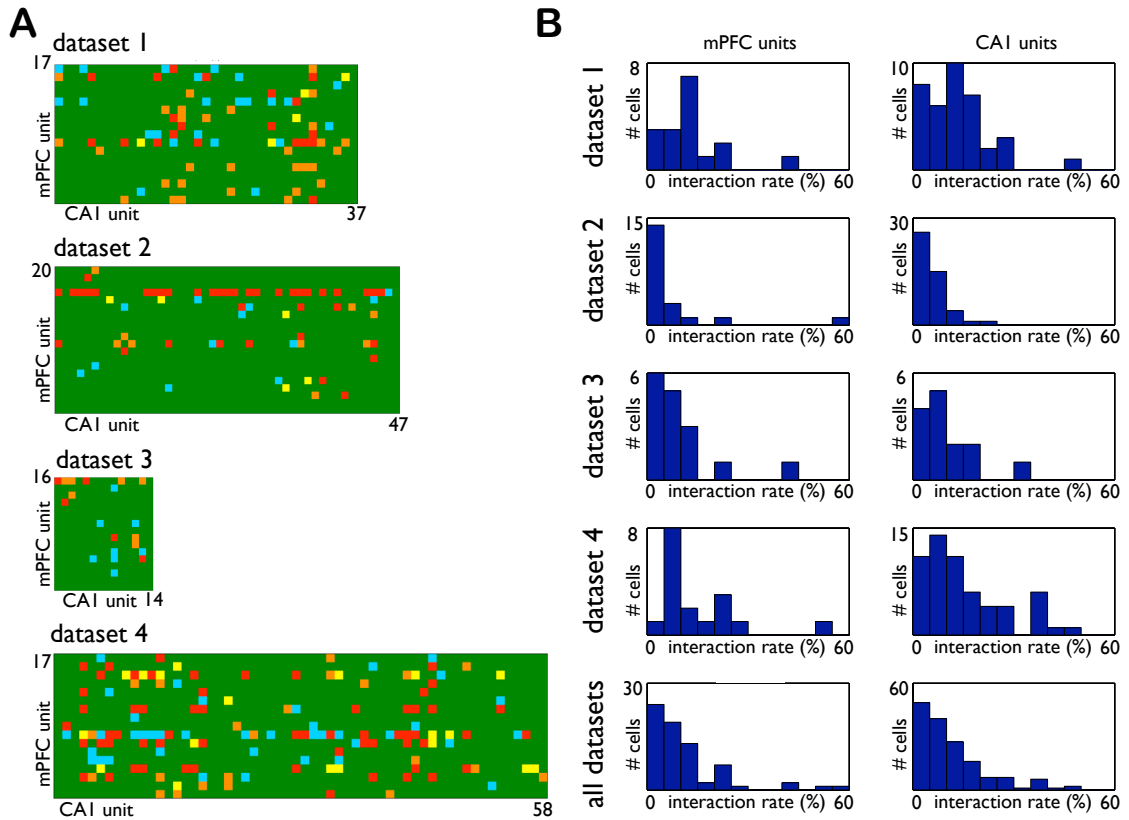 A
dataset 1
17
mPFC unit
CA1 unit
37
dataset 2
20
mPFC unit
CA1 unit
47
dataset 3
16
mPFC unit
CA1 unit 14
dataset 4
17
mPFC unit
CA1 unit
58
B
mPFC units
CA1 units
dataset 1
8
# cells
0 interaction rate (%) 60
10
# cells
0 interaction rate (%) 60
dataset 2
15
# cells
0 interaction rate (%) 60
30
# cells
0 interaction rate (%) 60
dataset 3
6
# cells
0 interaction rate (%) 60
6
# cells
0 interaction rate (%) 60
dataset 4
8
# cells
0 interaction rate (%) 60
15
# cells
0 interaction rate (%) 60
all datasets
30
# cells
0 interaction rate (%) 60
60
# cells
0 interaction rate (%) 60